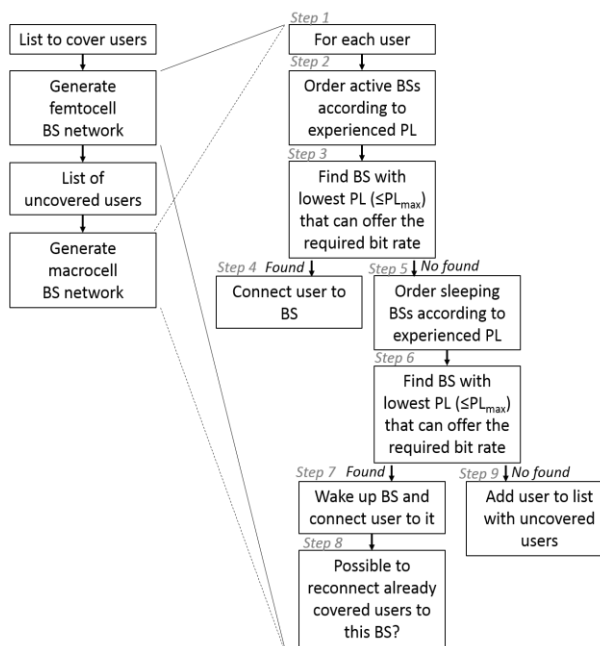 List to cover users
Generate
femtocell
BS network
List of
uncovered users
Generate
macrocell
BS network
Step 1
For each user
Step 2
Order active BSs
according to
experienced PL
Step 3
Find BS with
lowest PL (≤PLmax)
that can offer the
required bit rate
Step 4 Found
Connect user to
BS
Step 5 No found
Order sleeping
BSs according to
experienced PL
Step 6
Find BS with
lowest PL (≤PLmax)
that can offer the
required bit rate
Step 7 Found
Wake up BS and
connect user to it
Step 8
Possible to
reconnect already
covered users to
this BS?
Step 9 No found
Add user to list
with uncovered
users